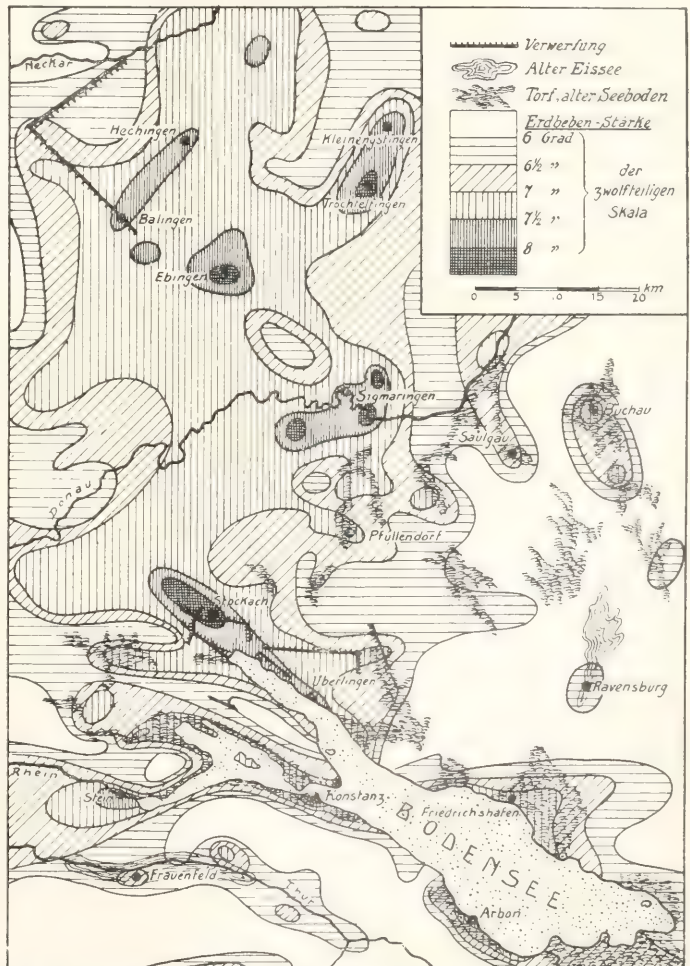 Verwerfung
Alter Eissee
Torf, alter Seeboden
Erdbeben-Stärke
6 Grad
6½ "
7 "
7½ "
8 "
der
zwölfteiligen
Skala
0 5 10 15 20 km
Neckar
Hechingen
Kleinengstingen
Trochtelfingen
Balingen
Ebingen
Sigmaringen
Buchau
Saulgau
Donau
Pfullendorf
Stockach
Überlingen
Ravensburg
Rhein
Stein
Konstanz
Friedrichshafen
BODENSEE
Frauenfeld
Thur
Arbon